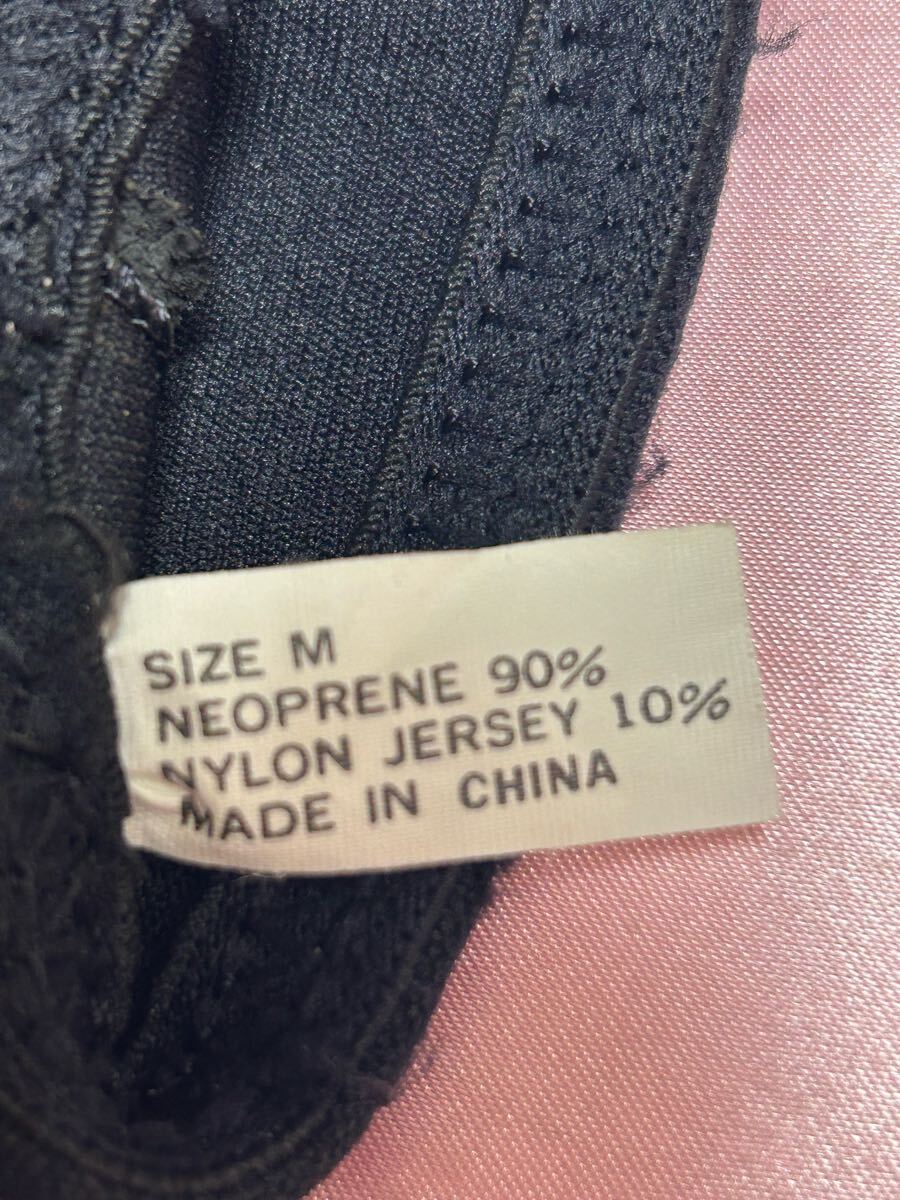 SIZE M
NEOPRENE 90%
NYLON JERSEY 10%
MADE IN CHINA